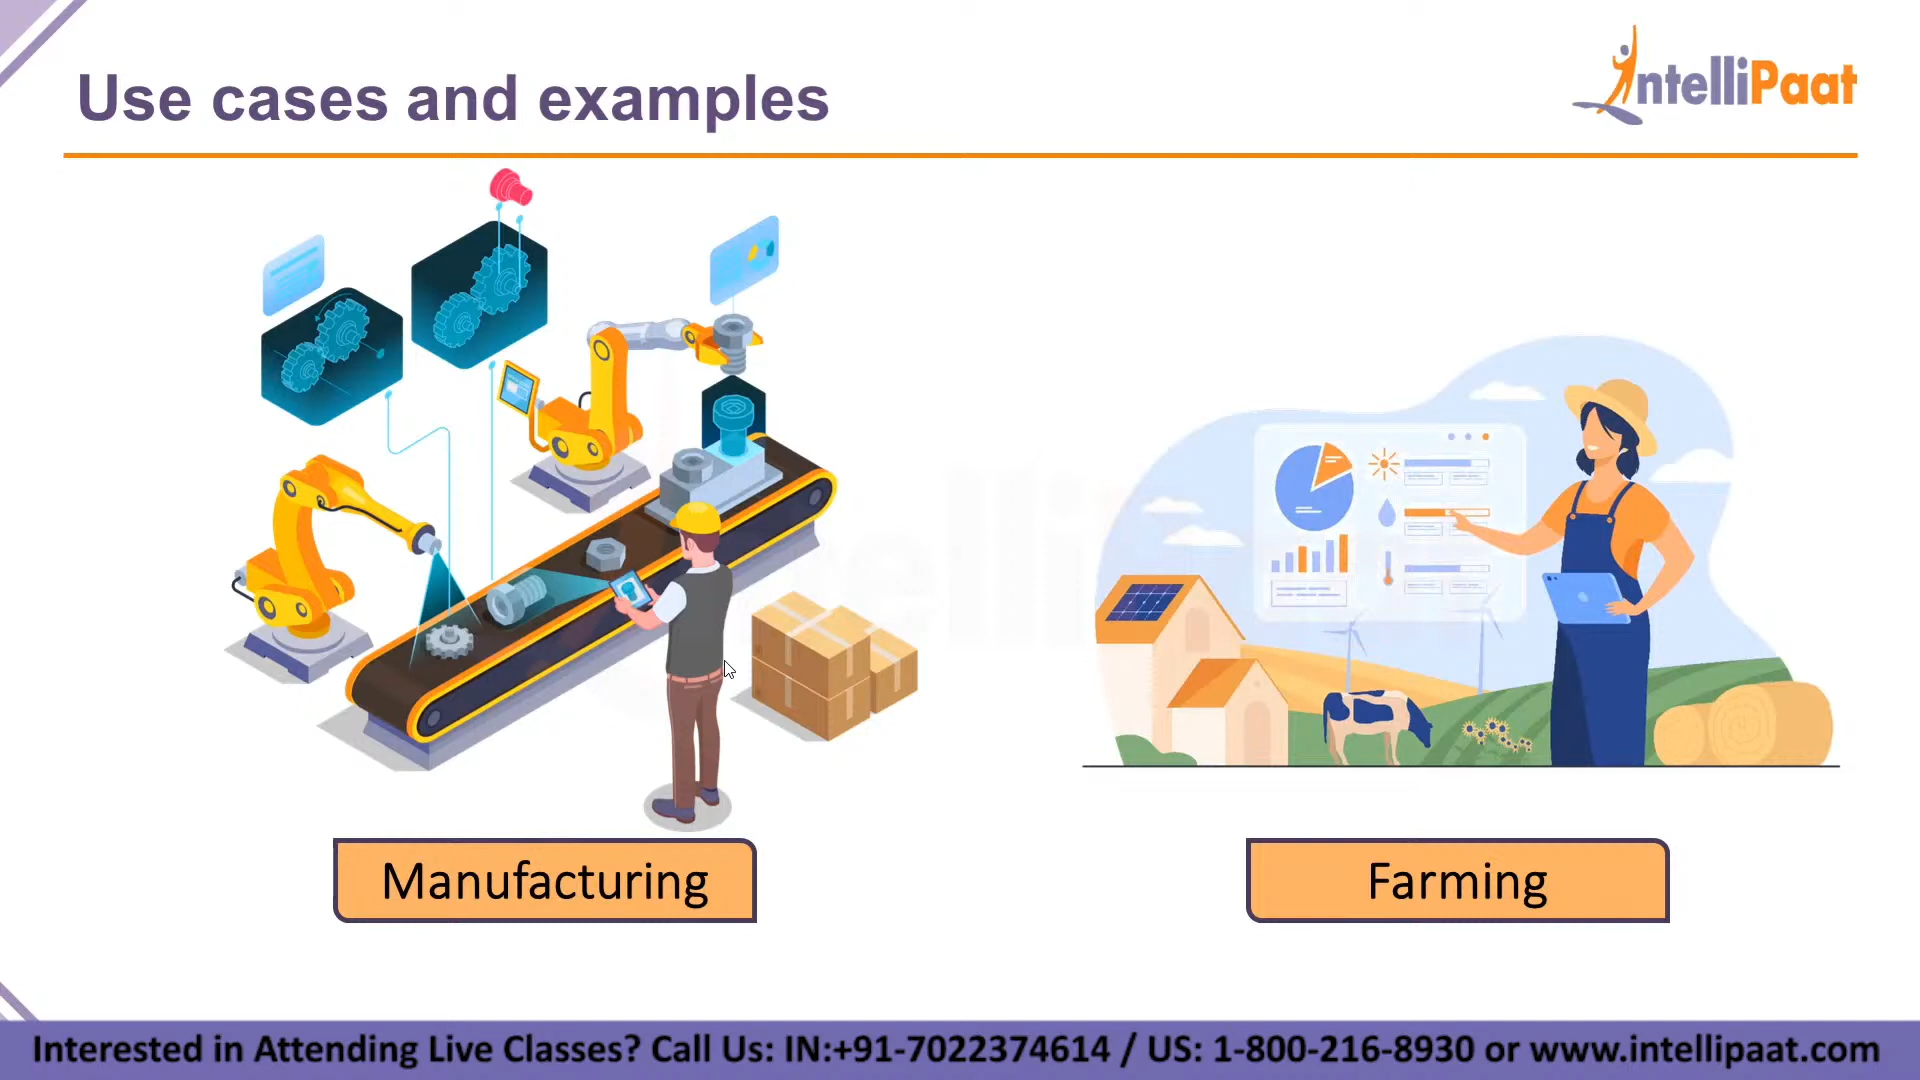 Use cases and examples
IntelliPaat
Manufacturing
Farming
Interested in Attending Live Classes? Call Us: IN:+91-7022374614 / US: 1-800-216-8930 or www.intellipaat.com